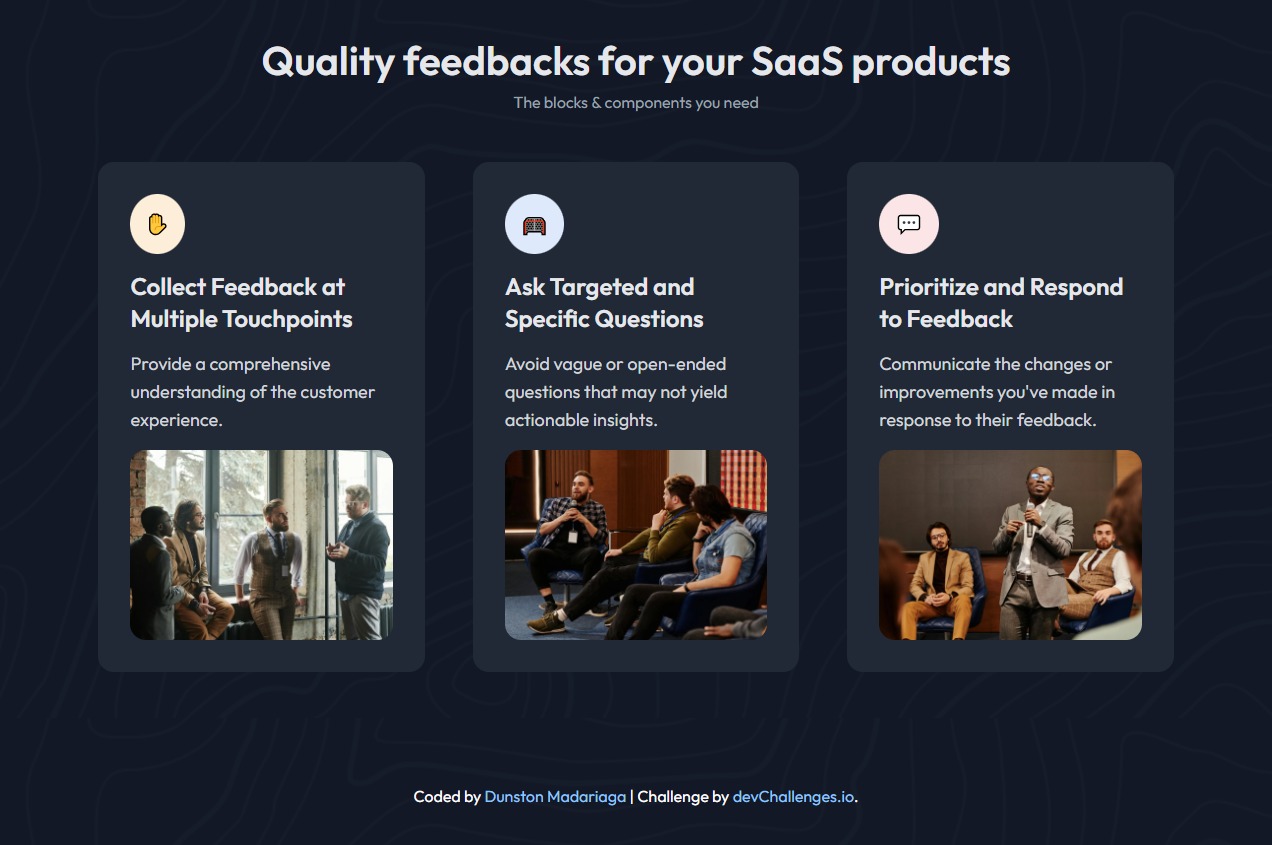 Quality feedbacks for your SaaS products
The blocks & components you need
Collect Feedback at
Multiple Touchpoints
Provide a comprehensive
understanding of the customer
experience.
Ask Targeted and
Specific Questions
Avoid vague or open-ended
questions that may not yield
actionable insights.
Prioritize and Respond
to Feedback
Communicate the changes or
improvements you've made in
response to their feedback.
Coded by Dunston Madariaga | Challenge by devChallenges.io.